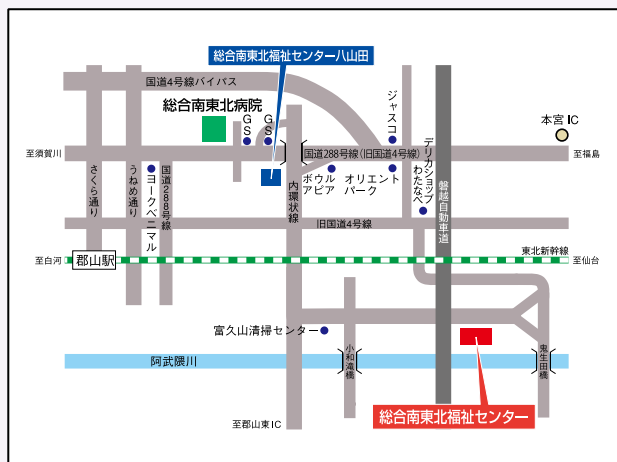 総合南東北福祉センター八山田
国道4号線バイパス
総合南東北病院
GS
GS
ジャスコ
本宮IC
至須賀川
国道288号線(旧国道4号線)
至福島
さくら通り
うねめ通り
ヨークベニマル
国道288号線
内環状線
ボウル
アピア
オリエント
パーク
デリカショップ
わたなべ
磐越自動車道
旧国道4号線
東北新幹線
至白河
郡山駅
至仙台
富久山清掃センター
小和滝橋
鬼生田橋
阿武隈川
総合南東北福祉センター
至郡山東IC